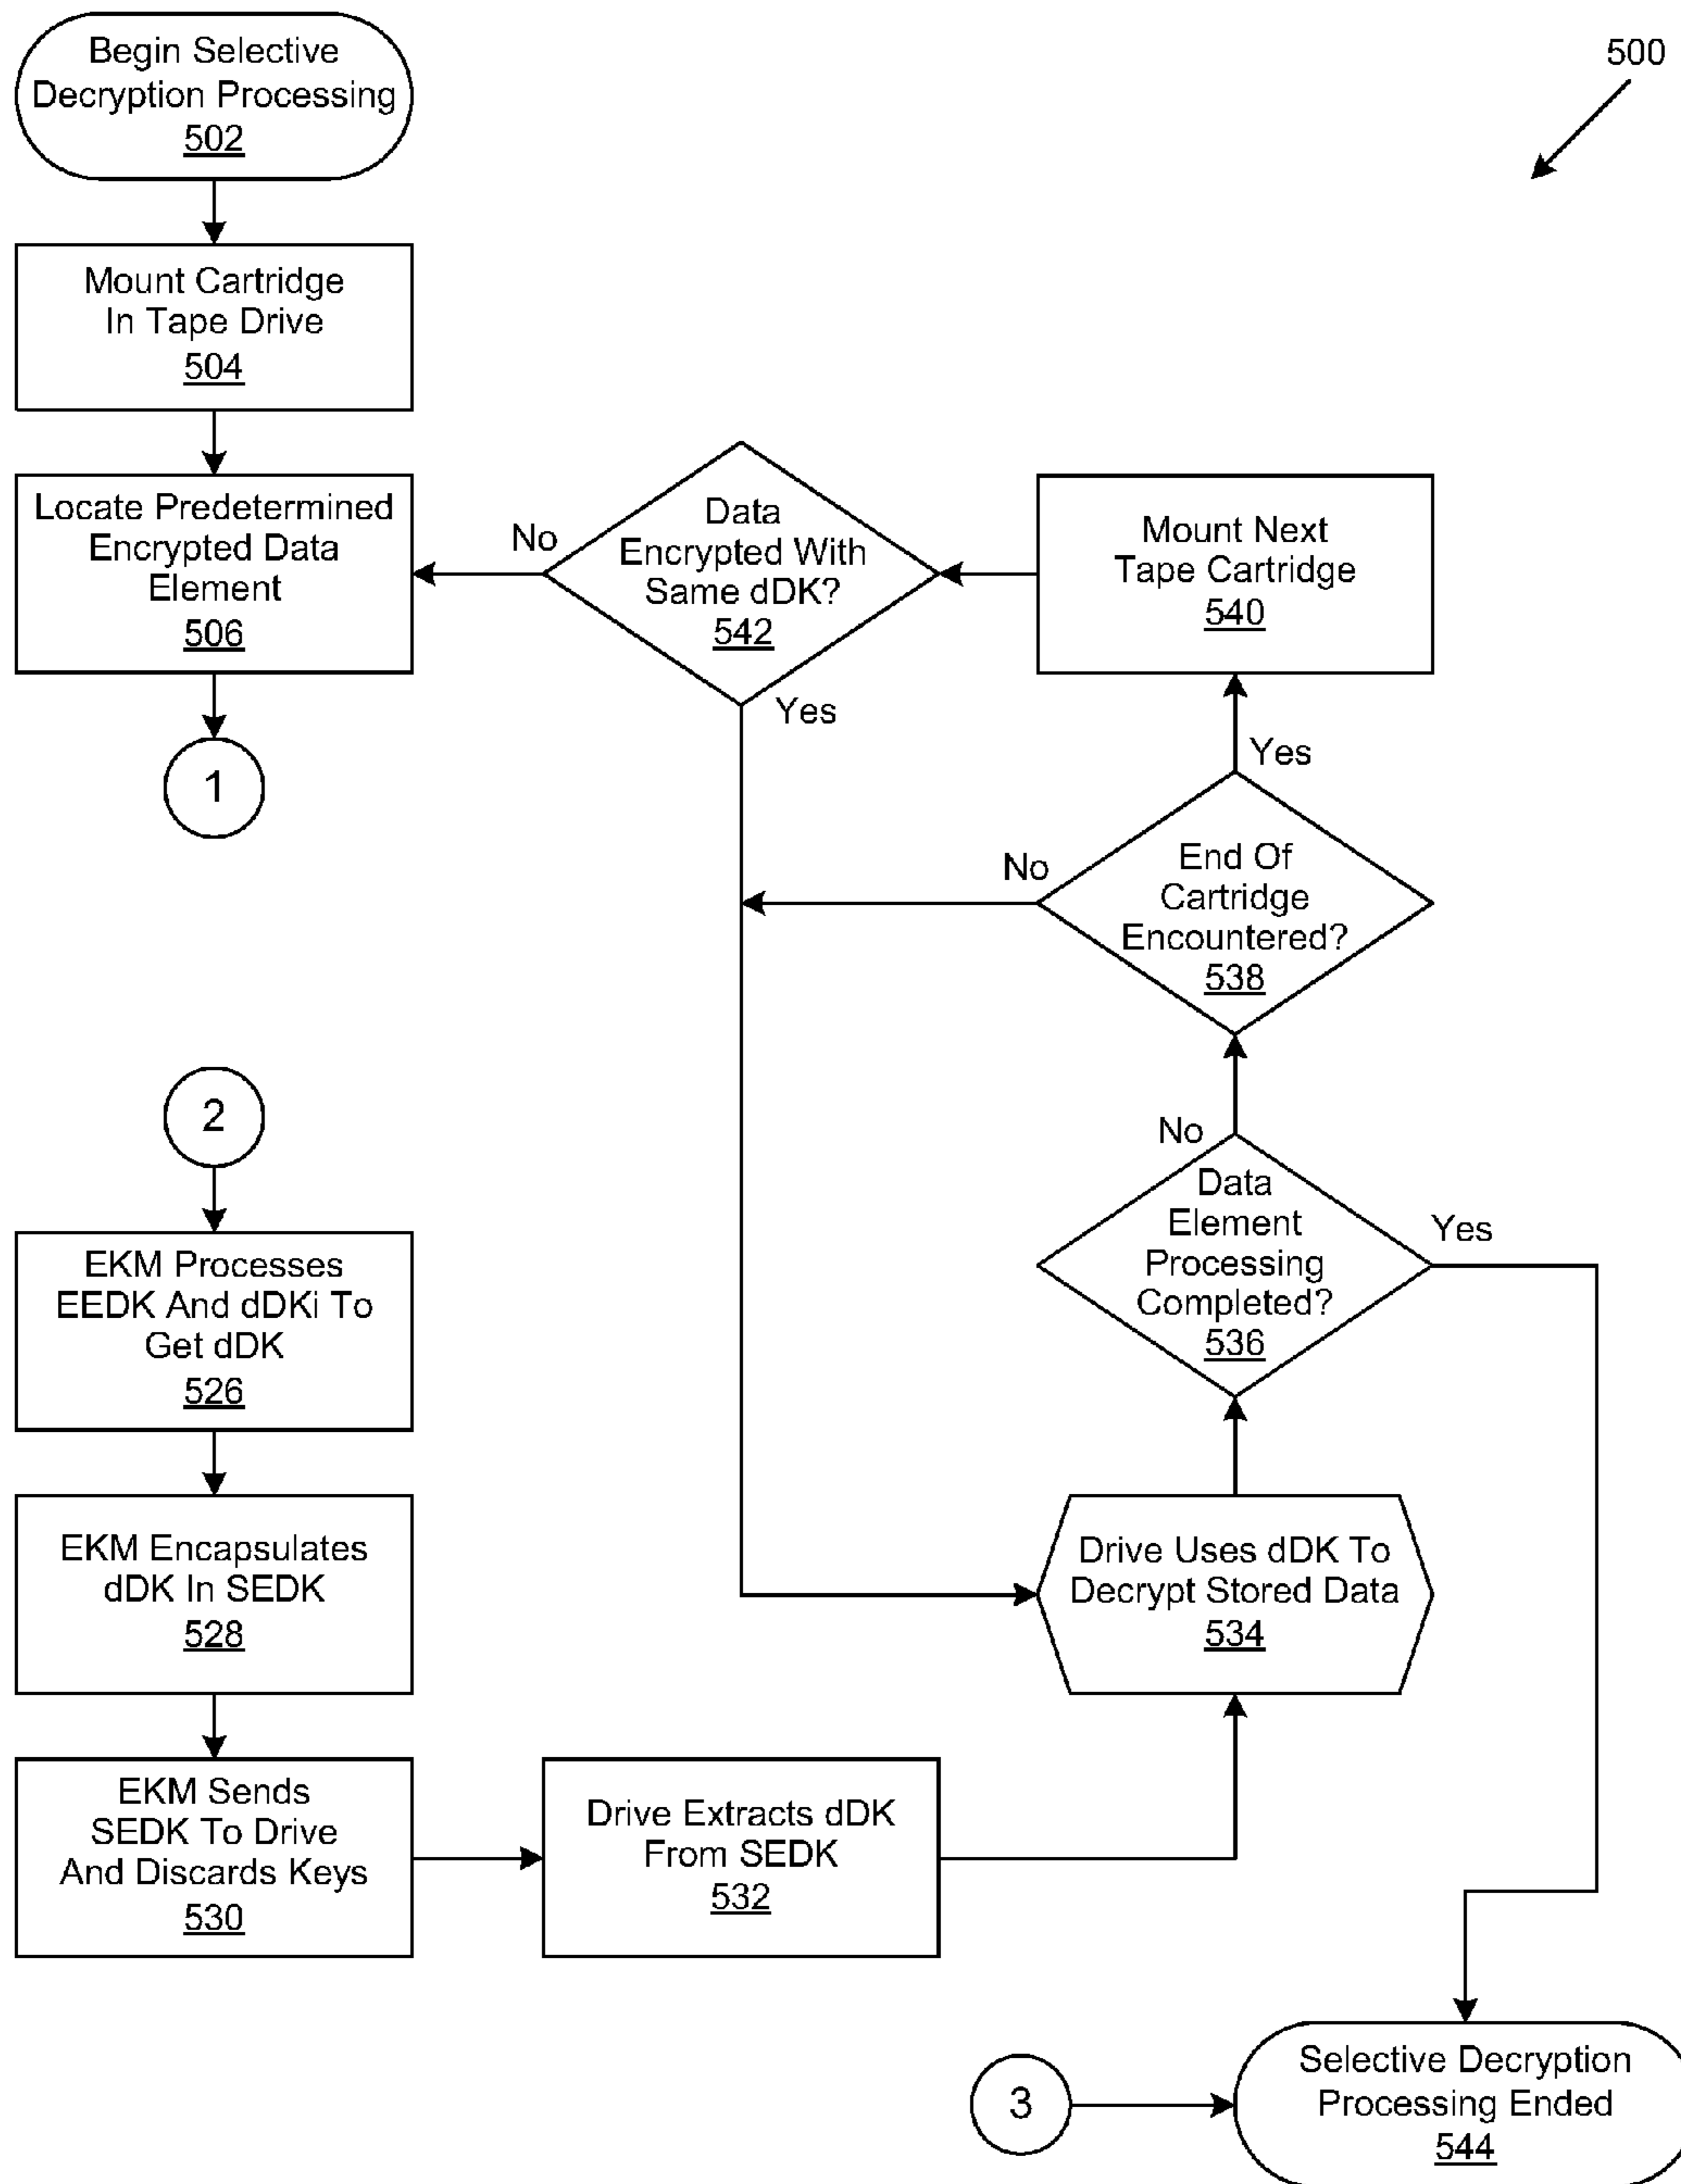 Begin Selective
Decryption Processing
502
500
Mount Cartridge
In Tape Drive
504
Locate Predetermined
Encrypted Data
Element
506
No
Data
Encrypted With
Same dDK?
542
Yes
Mount Next
Tape Cartridge
540
1
Yes
No
End Of
Cartridge
Encountered?
538
2
No
Data
Element
Processing
Completed?
536
Yes
EKM Processes
EEDK And dDKi To
Get dDK
526
EKM Encapsulates
dDK In SEDK
528
Drive Uses dDK To
Decrypt Stored Data
534
EKM Sends
SEDK To Drive
And Discards Keys
530
Drive Extracts dDK
From SEDK
532
3
Selective Decryption
Processing Ended
544